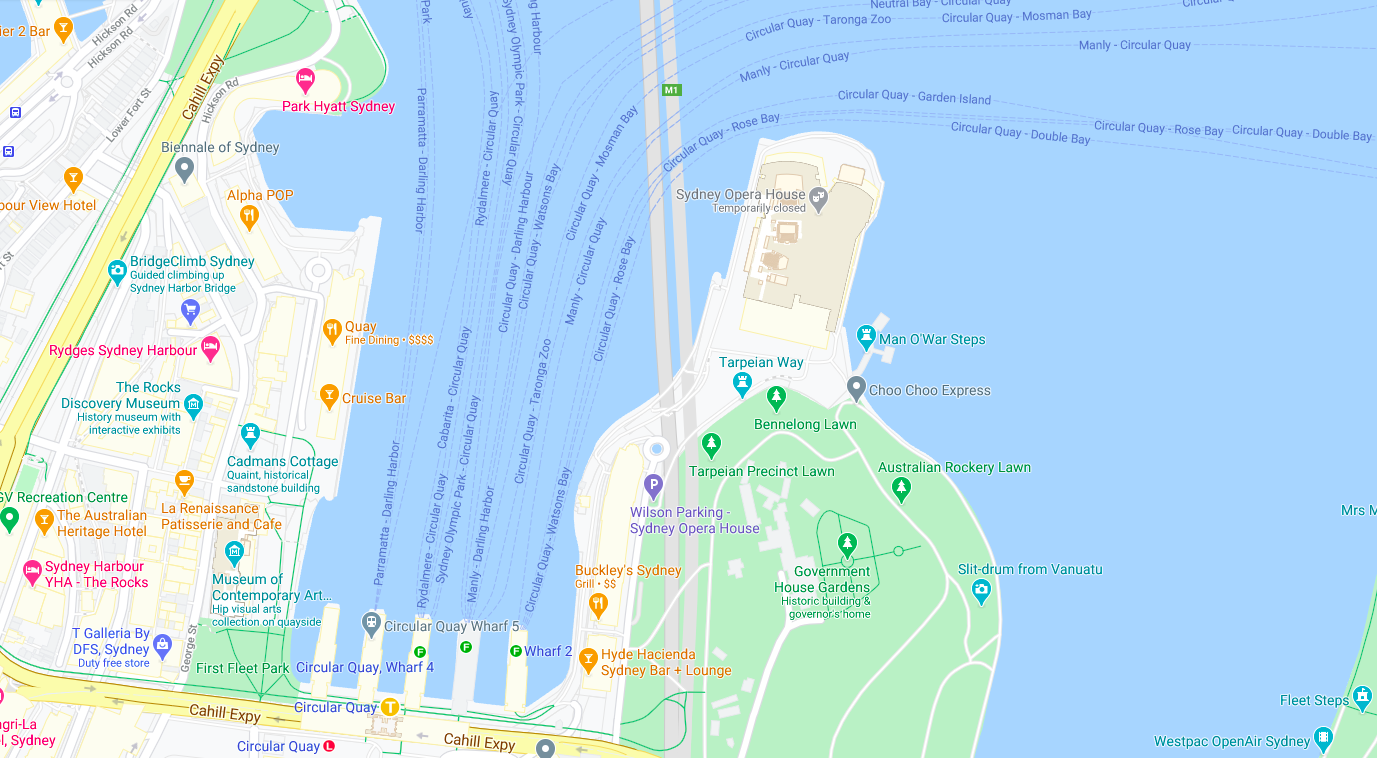 ier 2 Bar
Hickson Rd
Hickson Rd
Lower Fort St
Cahill Expy
Hickson Rd
Park Hyatt Sydney
Biennale of Sydney
Alpha POP
our View Hotel
BridgeClimb Sydney
Guided climbing up
Sydney Harbor Bridge
Quay
Fine Dining • $$$$
Rydges Sydney Harbour
The Rocks
Discovery Museum
History museum with
interactive exhibits
Cruise Bar
Cadmans Cottage
Quaint, historical
sandstone building
GV Recreation Centre
La Renaissance
Patisserie and Cafe
The Australian
Heritage Hotel
Sydney Harbour
YHA - The Rocks
Museum of
Contemporary Art...
Hip visual arts
collection on quayside
T Galleria By
DFS, Sydney
Duty free store
George St
First Fleet Park
Circular Quay, Wharf 4
Circular Quay Wharf 5
Wharf 2
F
F
F
Circular Quay
T
Circular Quay
L
Cahill Expy
Cahill Expy
ngri-La
l, Sydney
Park
Quay
Sydney Olympic Park - Circular Quay
ng Harbour
Parramatta - Darling Harbor
Rydalmere - Circular Quay
Circular Quay - Darling Harbour
Circular Quay - Watsons Bay
Circular Quay - Mosman Bay
Manly - Circular Quay
Circular Quay - Rose Bay
Circular Quay - Taronga Zoo
Cabarita - Circular Quay
Parramatta - Darling Harbor
Rydalmere - Circular Quay
Sydney Olympic Park - Circular Quay
Manly - Darling Harbour
Circular Quay - Watsons Bay
M1
Neutral Bay - Circular Quay
Circular Quay - Taronga Zoo
Circular Quay - Mosman Bay
Manly - Circular Quay
Manly - Circular Quay
Circular Quay - Garden Island
Circular Quay - Rose Bay
Circular Quay - Double Bay
Circular Quay - Rose Bay
Circular Quay - Double Bay
Sydney Opera House
Temporarily closed
Man O'War Steps
Tarpeian Way
Choo Choo Express
Bennelong Lawn
Tarpeian Precinct Lawn
Australian Rockery Lawn
P
Wilson Parking -
Sydney Opera House
Mrs M
Buckley's Sydney
Grill • $$
Government
House Gardens
Historic building &
governor's home
Slit-drum from Vanuatu
Hyde Hacienda
Sydney Bar + Lounge
Fleet Steps
Westpac OpenAir Sydney